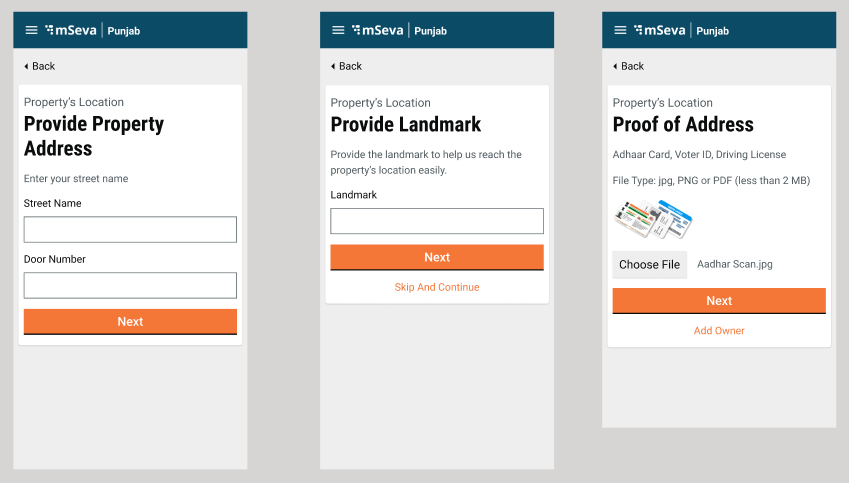 mSeva | Punjab
Back
Property's Location
Provide Property
Address
Enter your street name
Street Name
Door Number
Next
mSeva | Punjab
Back
Property's Location
Provide Landmark
Provide the landmark to help us reach the
property's location easily.
Landmark
Next
Skip And Continue
mSeva | Punjab
Back
Property's Location
Proof of Address
Adhaar Card, Voter ID, Driving License
File Type: jpg, PNG or PDF (less than 2 MB)
Choose File Aadhar Scan.jpg
Next
Add Owner